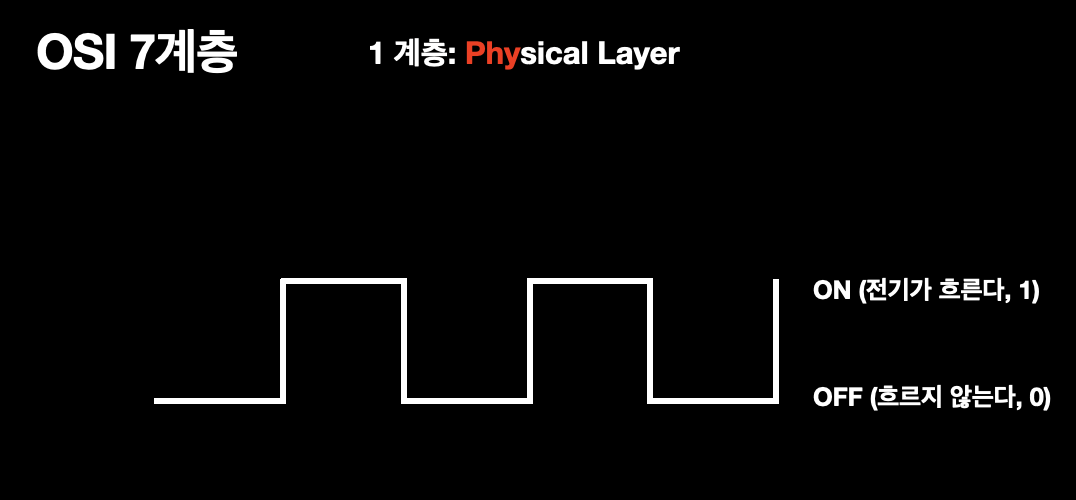 OSI 7계층
1 계층: Physical Layer
ON (전기가 흐른다, 1)
OFF (흐르지 않는다, 0)